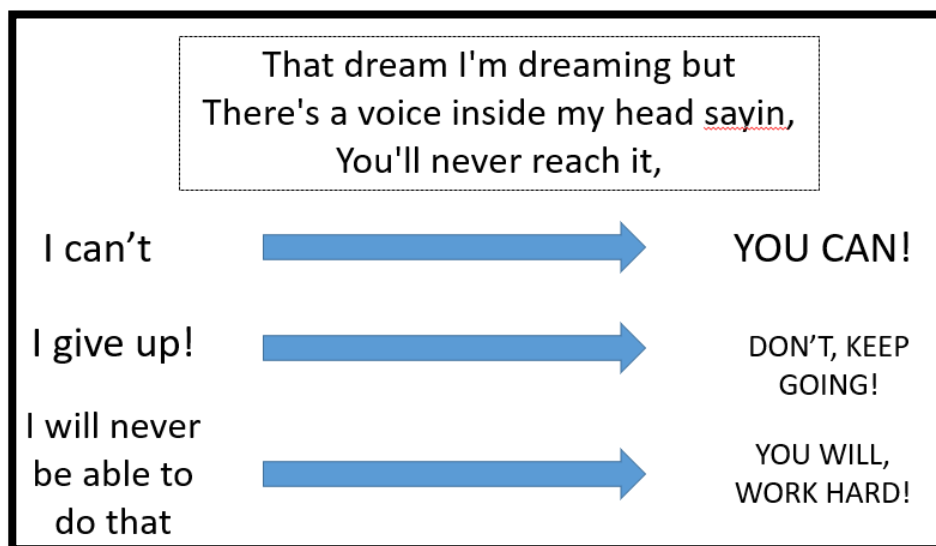 That dream I'm dreaming but
There's a voice inside my head sayin,
You'll never reach it,
I can’t
YOU CAN!
I give up!
DON’T, KEEP
GOING!
I will never
be able to
do that
YOU WILL,
WORK HARD!